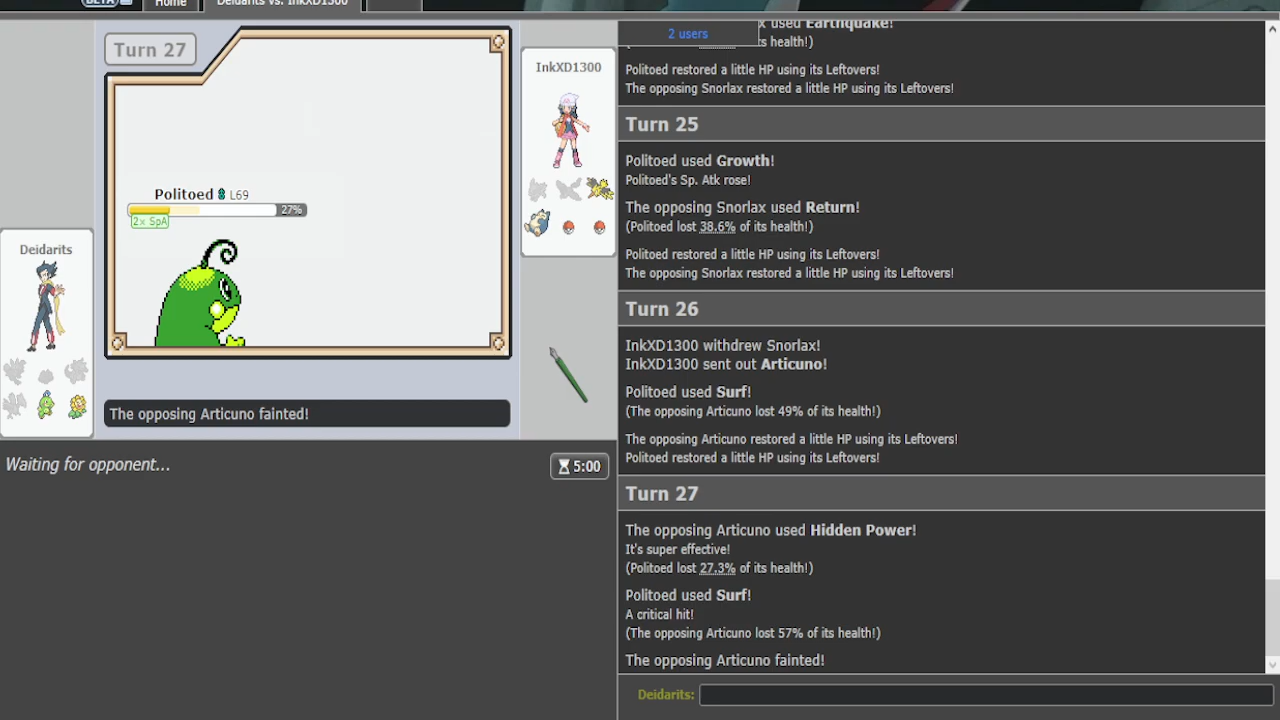 BETA
Home
Deidarits vs. InkXD1300
Turn 27
InkXD1300
Politoed L69
27%
2x SpA
Deidarits
The opposing Articuno fainted!
Waiting for opponent...
5:00
2 users
used Earthquake!
s health!)
Politoed restored a little HP using its Leftovers!
The opposing Snorlax restored a little HP using its Leftovers!
Turn 25
Politoed used Growth!
Politoed's Sp. Atk rose!
The opposing Snorlax used Return!
(Politoed lost 38.6% of its health!)
Politoed restored a little HP using its Leftovers!
The opposing Snorlax restored a little HP using its Leftovers!
Turn 26
InkXD1300 withdrew Snorlax!
InkXD1300 sent out Articuno!
Politoed used Surf!
(The opposing Articuno lost 49% of its health!)
The opposing Articuno restored a little HP using its Leftovers!
Politoed restored a little HP using its Leftovers!
Turn 27
The opposing Articuno used Hidden Power!
It's super effective!
(Politoed lost 27.3% of its health!)
Politoed used Surf!
A critical hit!
(The opposing Articuno lost 57% of its health!)
The opposing Articuno fainted!
Deidarits: